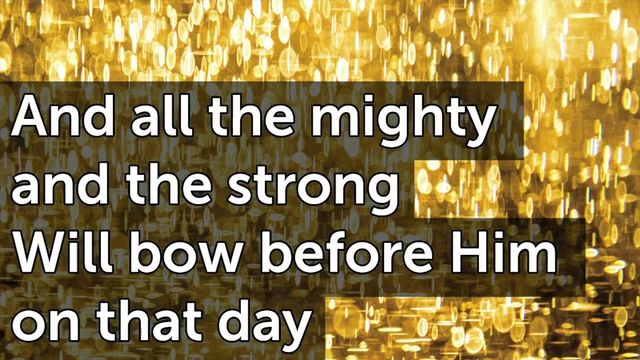 And all the mighty
and the strong
Will bow before Him
on that day